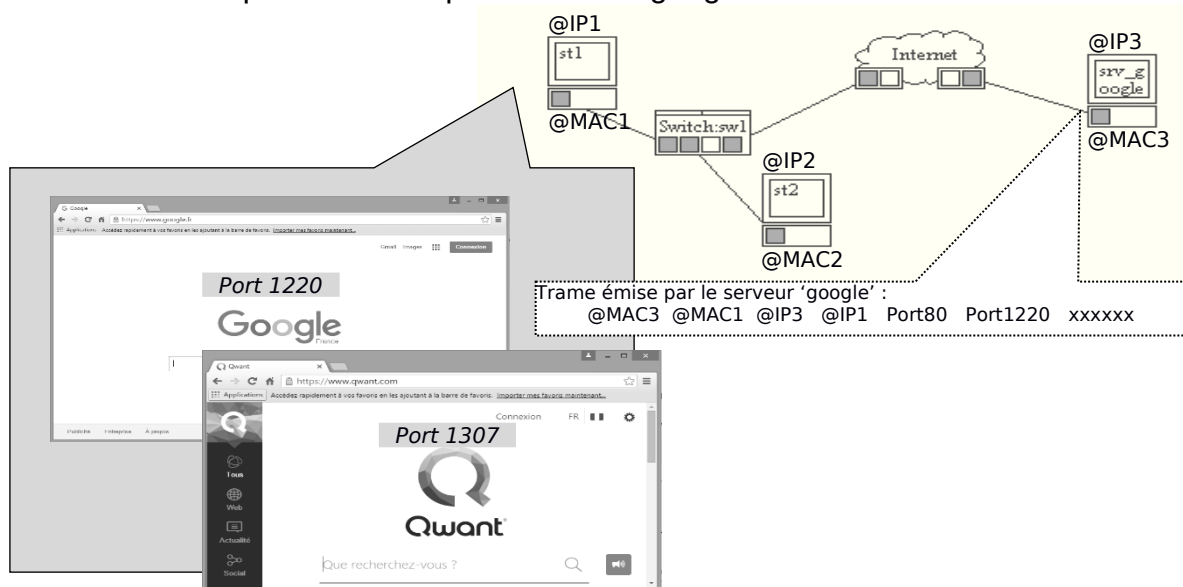 @IP1
st1
@MAC1
Switch:sw1
Internet
@IP3
srv_g
oogle
@MAC3
@IP2
st2
@MAC2
Trame émise par le serveur ‘google’ :
@MAC3 @MAC1 @IP3 @IP1 Port80 Port1220 xxxxxx
Google
https://www.google.fr
Applications Accédez rapidement à vos favoris en les ajoutant à la barre de favoris. Importer mes favoris maintenant...
Gmail Images Connexion
Port 1220
Google
France
Publicité Entreprise À propos
Qwant
https://www.qwant.com
Applications Accédez rapidement à vos favoris en les ajoutant à la barre de favoris. Importer mes favoris maintenant...
Connexion FR
Port 1307
Tous
Web
Actualité
Social
Qwant
Que recherchez-vous ?